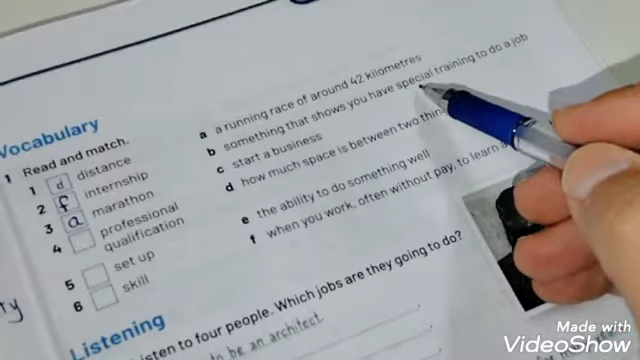 Vocabulary
1 Read and match.
1 d distance
2 f internship
3 a marathon
4 professional
qualification
5 set up
6 skill
a a running race of around 42 kilometres
b something that shows you have special training to do a job
c start a business
d how much space is between two thin
e the ability to do something well
f when you work, often without pay, to learn a
Listening
isten to four people. Which jobs are they going to do?
to be an architect.
ty
Made with
VideoShow